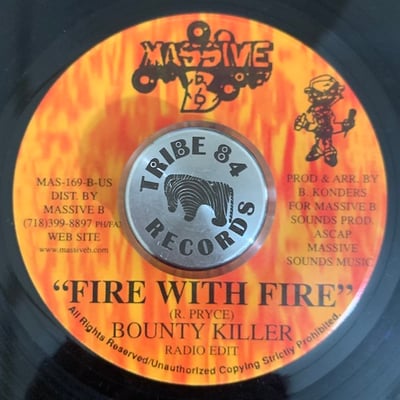 MASSIVE
B
MAS-169-B-US
DIST. BY
MASSIVE B
(718)399-8897 PH/FAX
WEB SITE
www.massiveb.com
TRIBE 84
RECORDS
PROD & ARR. BY
B. KONDERS
FOR MASSIVE B
SOUNDS PROD.
ASCAP
MASSIVE
SOUNDS MUSIC
"FIRE WITH FIRE"
(R. PRYCE)
BOUNTY KILLER
RADIO EDIT
All Rights Reserved/Unauthorized Copying Strictly Prohibited.